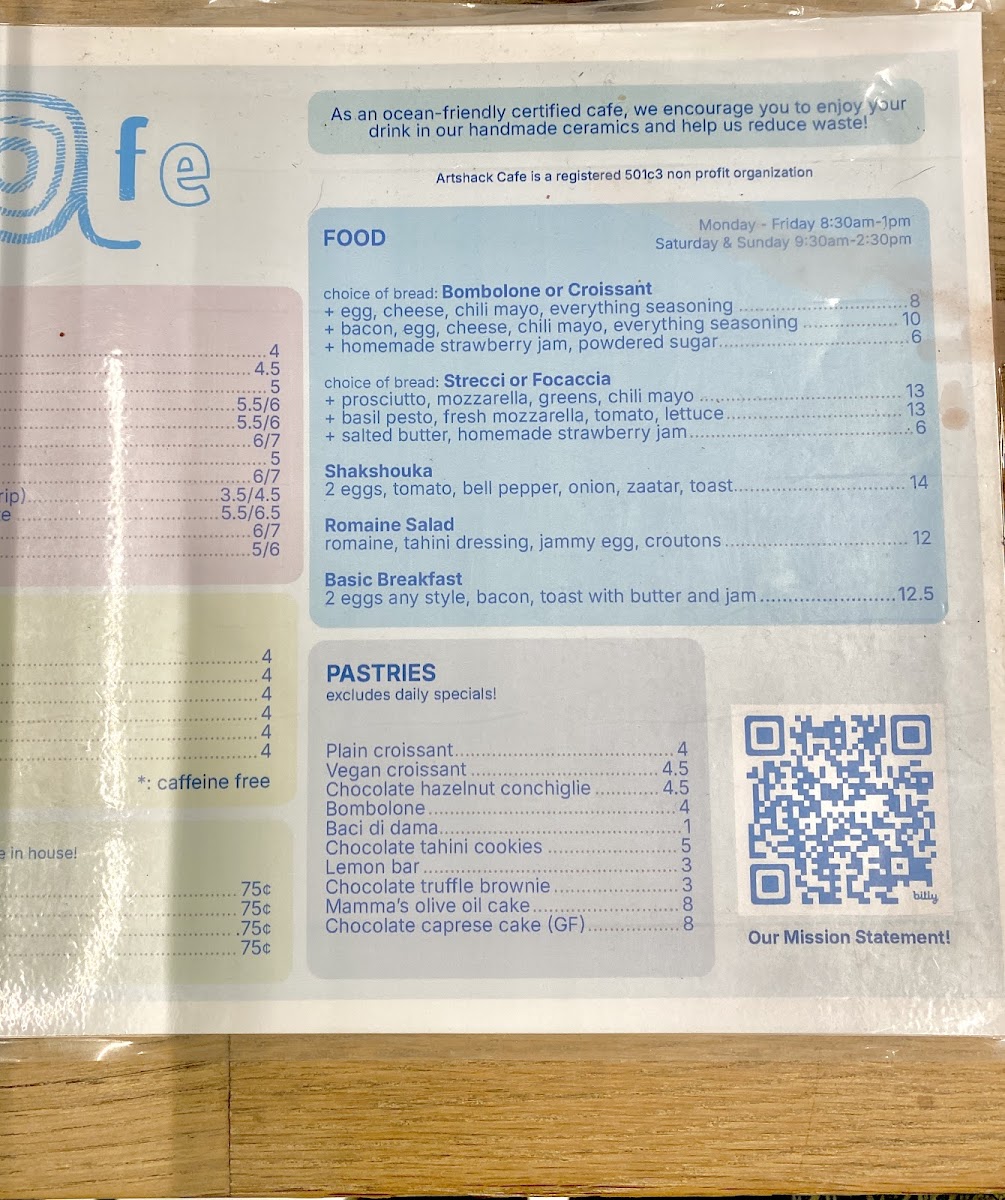 fe
As an ocean-friendly certified cafe, we encourage you to enjoy your
drink in our handmade ceramics and help us reduce waste!
Artshack Cafe is a registered 501c3 non profit organization
4
4.5
5
5.5/6
5.5/6
6/7
5
6/7
rip) 3.5/4.5
e 5.5/6.5
6/7
5/6
4
4
4
4
4
4
*: caffeine free
e in house!
75¢
75¢
75¢
75¢
FOOD
Monday - Friday 8:30am-1pm
Saturday & Sunday 9:30am-2:30pm
choice of bread: Bombolone or Croissant
+ egg, cheese, chili mayo, everything seasoning 8
+ bacon, egg, cheese, chili mayo, everything seasoning 10
+ homemade strawberry jam, powdered sugar 6
choice of bread: Strecci or Focaccia
+ prosciutto, mozzarella, greens, chili mayo 13
+ basil pesto, fresh mozzarella, tomato, lettuce 13
+ salted butter, homemade strawberry jam 6
Shakshouka
2 eggs, tomato, bell pepper, onion, zaatar, toast 14
Romaine Salad
romaine, tahini dressing, jammy egg, croutons 12
Basic Breakfast
2 eggs any style, bacon, toast with butter and jam 12.5
PASTRIES
excludes daily specials!
Plain croissant 4
Vegan croissant 4.5
Chocolate hazelnut conchiglie 4.5
Bombolone 4
Baci di dama 1
Chocolate tahini cookies 5
Lemon bar 3
Chocolate truffle brownie 3
Mamma's olive oil cake 8
Chocolate caprese cake (GF) 8
bitly
Our Mission Statement!